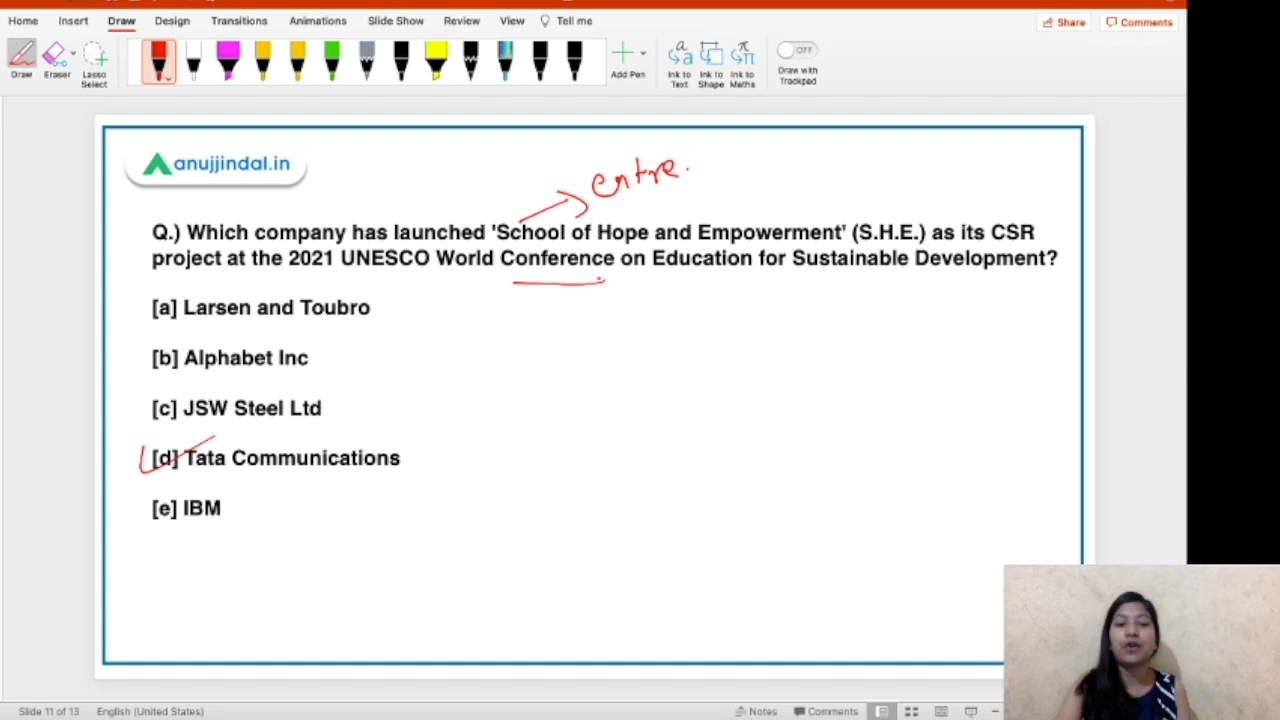 Home Insert Draw Design Transitions Animations Slide Show Review View Tell me
Share Comments
Draw Eraser Lasso Select Add Pen Ink to Text Ink to Shape Ink to Maths OFF Draw with Trackpad
anujjindal.in
entre.
Q.) Which company has launched 'School of Hope and Empowerment' (S.H.E.) as its CSR
project at the 2021 UNESCO World Conference on Education for Sustainable Development?
[a] Larsen and Toubro
[b] Alphabet Inc
[c] JSW Steel Ltd
[d] Tata Communications
[e] IBM
Slide 11 of 13 English (United States) Notes Comments